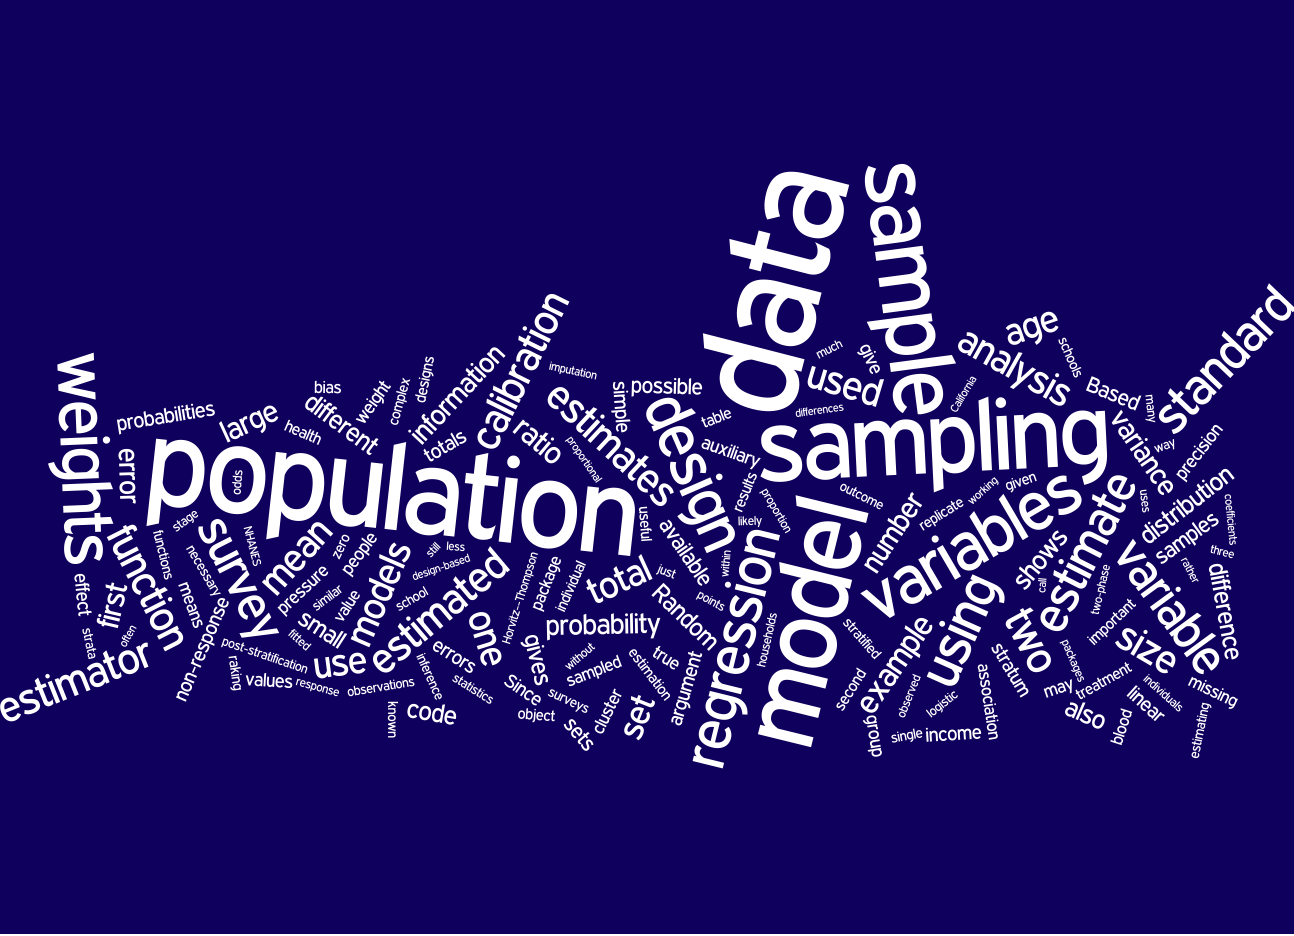 data
sample
standard
age
analysis
schools
much
give
used
California
Based
many
differences
sampling
variance
way
precision
calibration
information
designs
complex
weight
bias
different
health
large
probabilities
weights
error
imputation
simple
possible
estimates
design
table
auxiliary
ratio
proportional
totals
population
odds
stage
survey
NHANES
mean
zero
people
still
less
design-based
models
pressure
similar
value
school
small
fitted
function
functions
necessary
means
non-response
effect
first
often
strata
estimator
post-stratification
raking
values
response
use
observations
known
inference
code
estimated
errors
statistics
one
Horvitz--Thompson
package
individual
gives
Since
object
surveys
sets
cluster
set
sampled
without
probability
total
just
Random
points
true
estimation
argument
available
useful
within
likely
results
proportion
regression
households
model
outcome
number
replicate
working
given
variables
stratified
second
example
group
observed
logistic
using
single
income
association
stratum
two
shows
call
estimate
two-phase
packages
may
also
treatment
important
blood
linear
individuals
size
variable
missing
estimating
difference
rather
three
samples
coefficients
distribution
uses